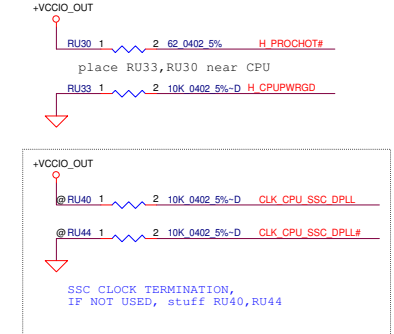 +VCCIO_OUT
RU30 1 2 62_0402_5% H_PROCHOT#
place RU33,RU30 near CPU
RU33 1 2 10K_0402_5%~D H_CPUPWRGD
+VCCIO_OUT
@ RU40 1 2 10K_0402_5%~D CLK_CPU_SSC_DPLL
@ RU44 1 2 10K_0402_5%~D CLK_CPU_SSC_DPLL#
SSC CLOCK TERMINATION,
IF NOT USED, stuff RU40,RU44